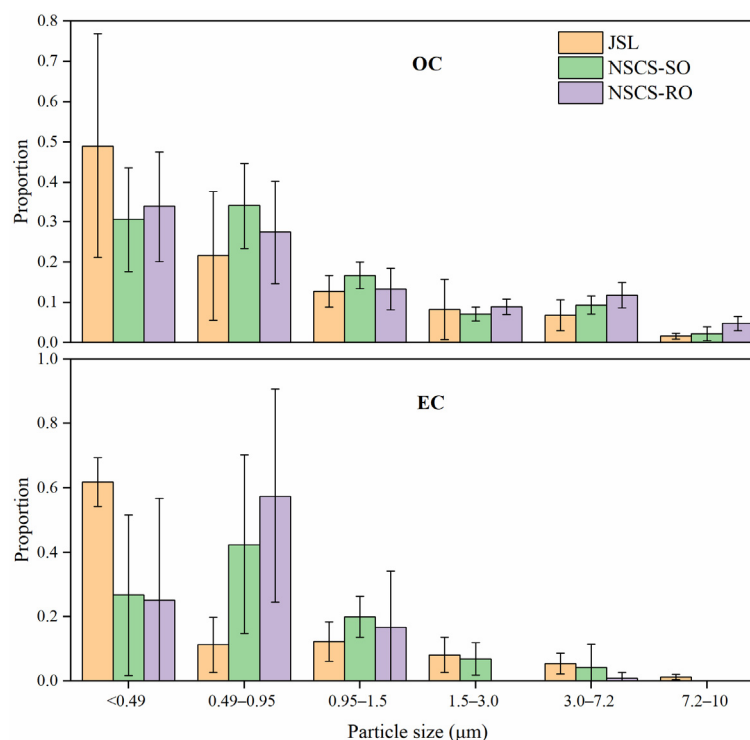 OC
JSL
NSCS-SO
NSCS-RO
Proportion
0.8
0.7
0.6
0.5
0.4
0.3
0.2
0.1
0.0
EC
Proportion
1.0
0.8
0.6
0.4
0.2
0.0
<0.49
0.49–0.95
0.95–1.5
1.5–3.0
3.0–7.2
7.2–10
Particle size (μm)